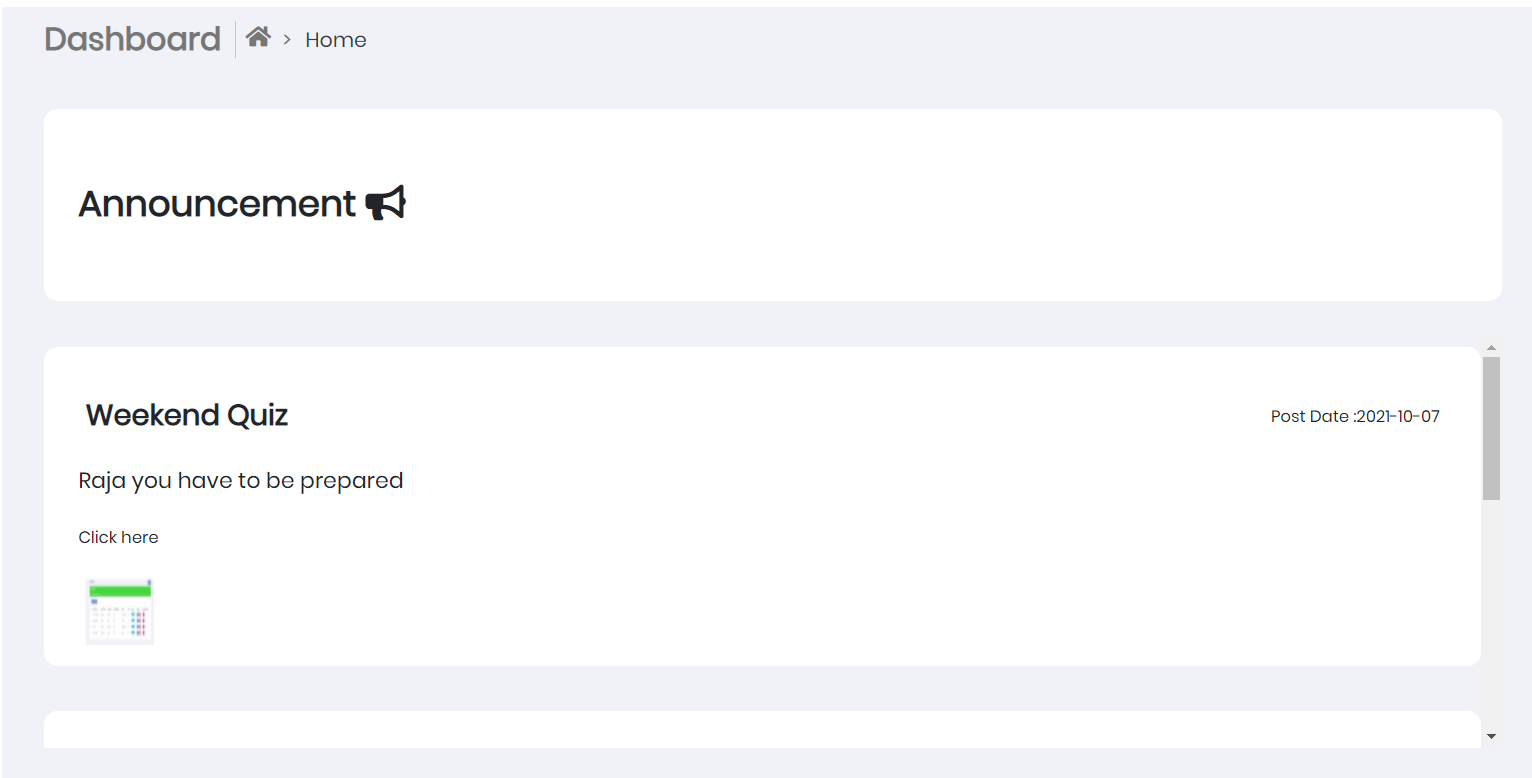 Dashboard > Home
Announcement
Weekend Quiz
Post Date :2021-10-07
Raja you have to be prepared
Click here